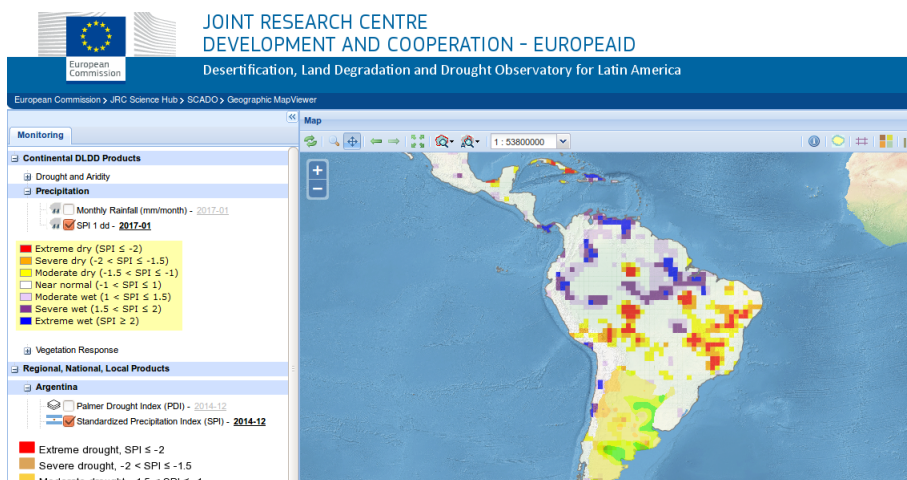 JOINT RESEARCH CENTRE
DEVELOPMENT AND COOPERATION - EUROPEAID
European
Commission
Desertification, Land Degradation and Drought Observatory for Latin America
European Commission > JRC Science Hub > SCADO > Geographic MapViewer
Monitoring
Map
1 : 53800000
Continental DLDD Products
Drought and Aridity
Precipitation
Monthly Rainfall (mm/month) - 2017-01
SPI 1 dd - 2017-01
Extreme dry (SPI ≤ -2)
Severe dry (-2 < SPI ≤ -1.5)
Moderate dry (-1.5 < SPI ≤ -1)
Near normal (-1 < SPI ≤ 1)
Moderate wet (1 < SPI ≤ 1.5)
Severe wet (1.5 < SPI ≤ 2)
Extreme wet (SPI ≥ 2)
Vegetation Response
Regional, National, Local Products
Argentina
Palmer Drought Index (PDI) - 2014-12
Standardized Precipitation Index (SPI) - 2014-12
Extreme drought, SPI ≤ -2
Severe drought, -2 < SPI ≤ -1.5